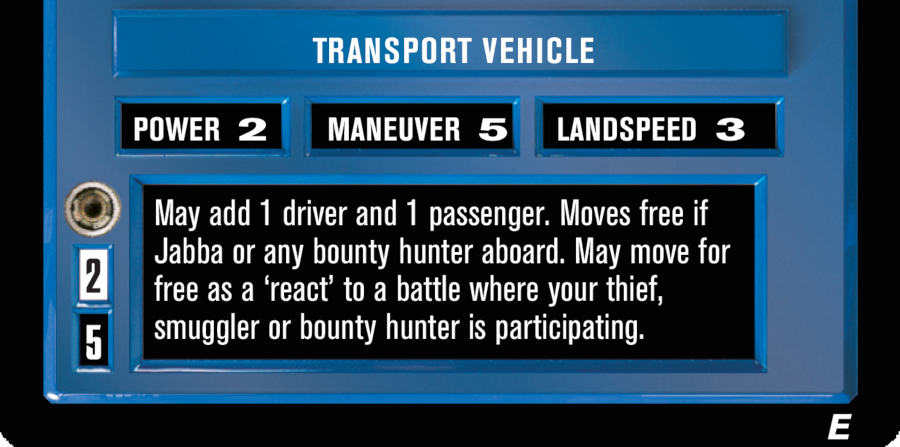 TRANSPORT VEHICLE
POWER 2 MANEUVER 5 LANDSPEED 3
May add 1 driver and 1 passenger. Moves free if
Jabba or any bounty hunter aboard. May move for
free as a ‘react’ to a battle where your thief,
smuggler or bounty hunter is participating.
2
5
E